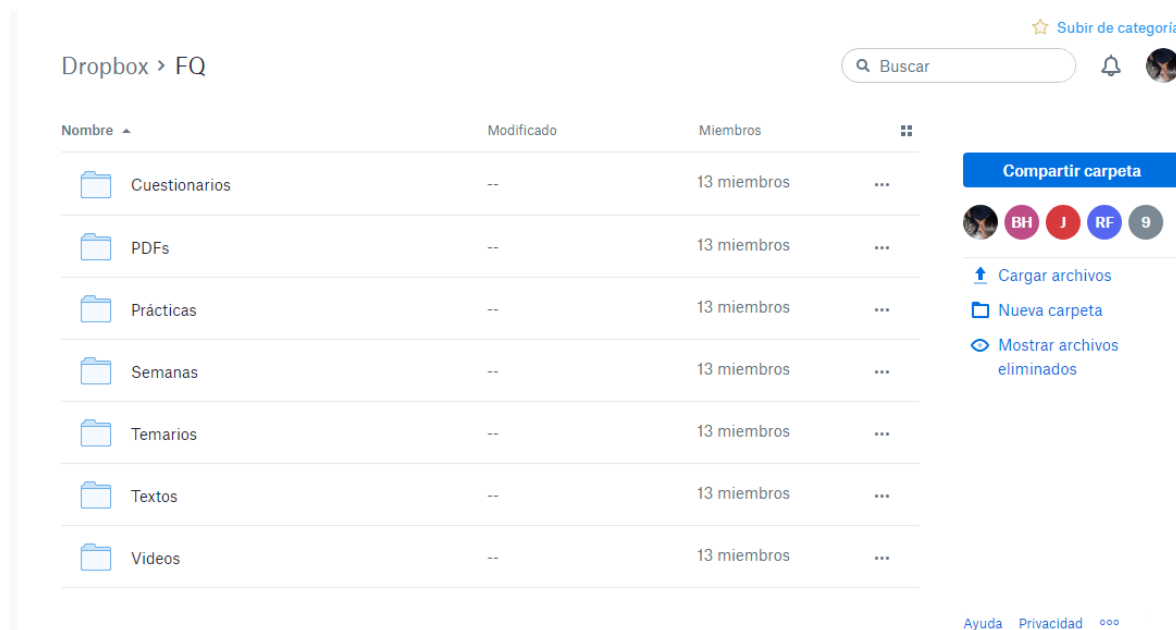 Subir de categoría
Dropbox > FQ
Buscar
Nombre Modificado Miembros
Cuestionarios -- 13 miembros
PDFs -- 13 miembros
Prácticas -- 13 miembros
Semanas -- 13 miembros
Temarios -- 13 miembros
Textos -- 13 miembros
Videos -- 13 miembros
Compartir carpeta
BH J RF 9
Cargar archivos
Nueva carpeta
Mostrar archivos
eliminados
Ayuda Privacidad